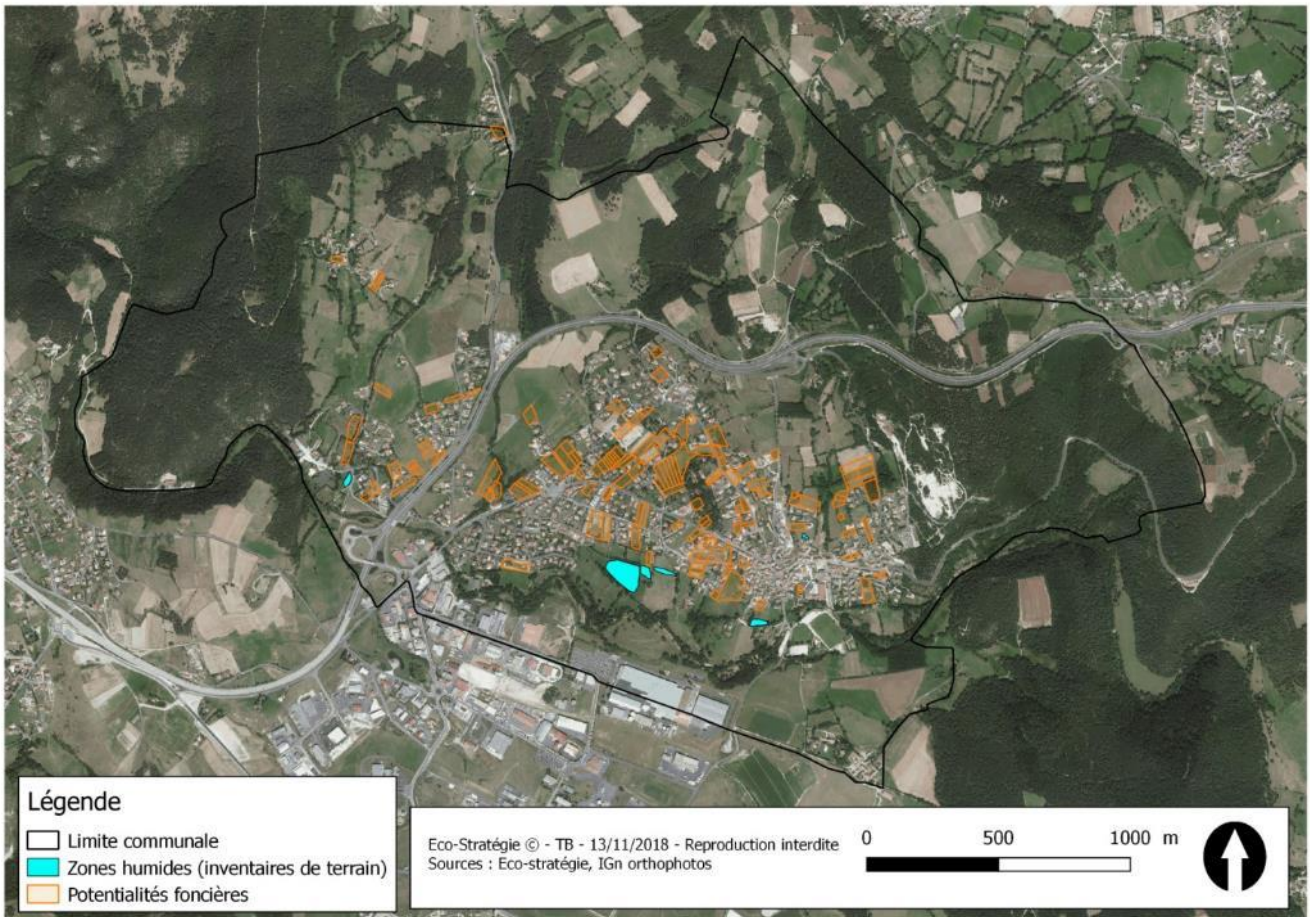 Légende
Limite communale
Zones humides (inventaires de terrain)
Potentialités foncières
Eco-Stratégie © - TB - 13/11/2018 - Reproduction interdite
Sources : Eco-stratégie, IGn orthophotos
0 500 1000 m